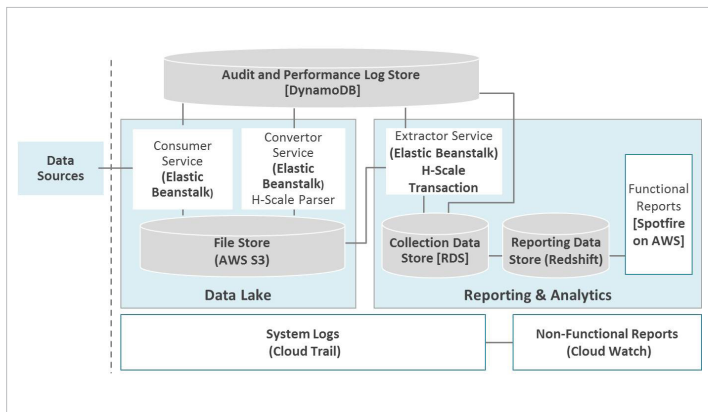 Audit and Performance Log Store
[DynamoDB]
Data
Sources
Consumer
Service
(Elastic
Beanstalk)
Convertor
Service
(Elastic
Beanstalk)
H-Scale Parser
File Store
(AWS S3)
Data Lake
Extractor Service
(Elastic Beanstalk)
H-Scale
Transaction
Collection Data
Store [RDS]
Reporting Data
Store (Redshift)
Functional
Reports
[Spotfire
on AWS]
Reporting & Analytics
System Logs
(Cloud Trail)
Non-Functional Reports
(Cloud Watch)